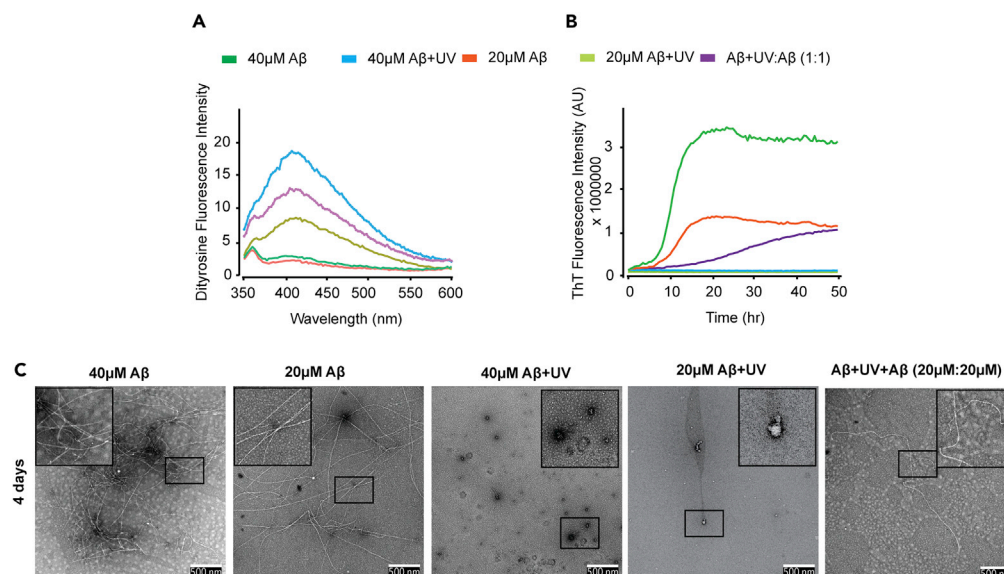 A
B
40µM Aβ
40µM Aβ+UV
20µM Aβ
20µM Aβ+UV
Aβ+UV:Aβ (1:1)
Dityrosine Fluorescence Intensity
20
15
10
5
0
350 400 450 500 550 600
Wavelength (nm)
ThTT Fluorescence Intensity (AU)
x 1000000
3
2
1
0
0 10 20 30 40 50
Time (hr)
C
40µM Aβ
20µM Aβ
40µM Aβ+UV
20µM Aβ+UV
Aβ+UV+Aβ (20µM:20µM)
4 days
500 nm
500 nm
500 nm
500 nm
500 nm